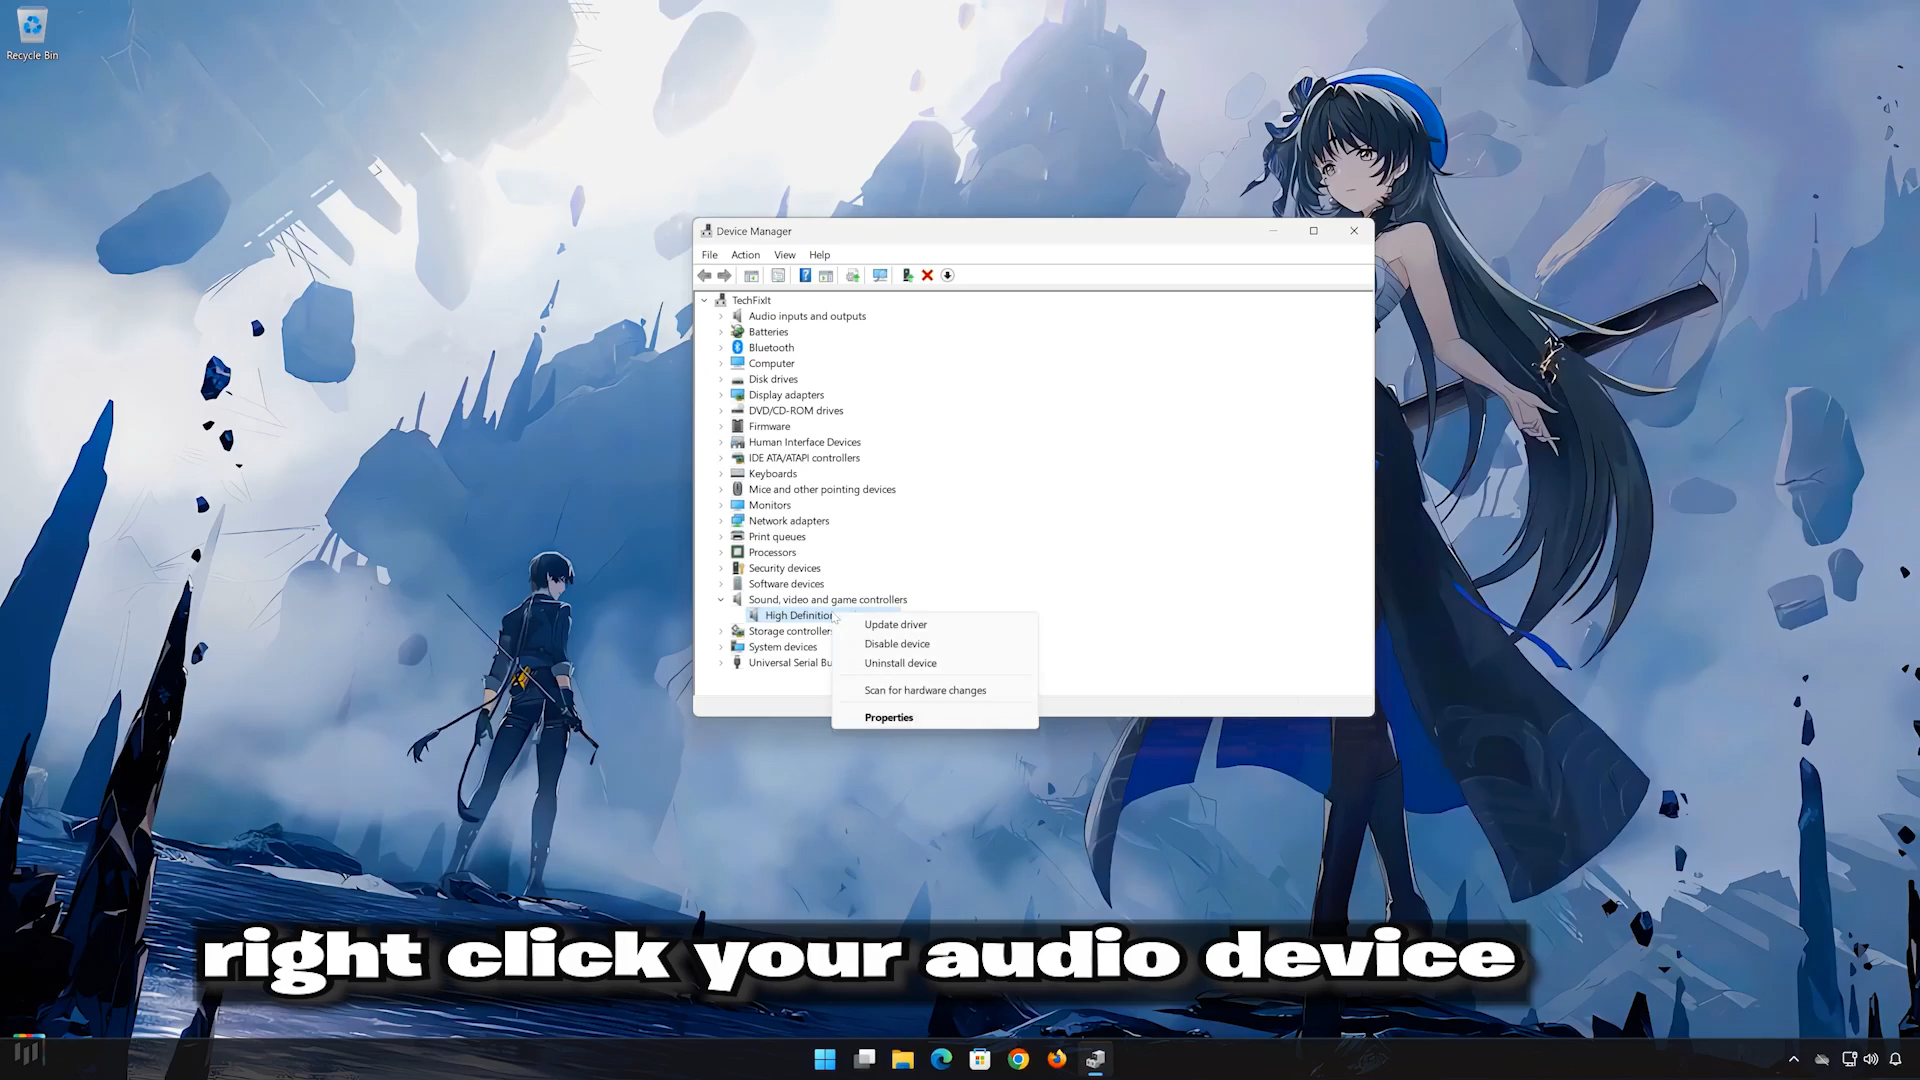 Recycle Bin
Device Manager
File Action View Help
TechFixIt
Audio inputs and outputs
Batteries
Bluetooth
Computer
Disk drives
Display adapters
DVD/CD-ROM drives
Firmware
Human Interface Devices
IDE ATA/ATAPI controllers
Keyboards
Mice and other pointing devices
Monitors
Network adapters
Print queues
Processors
Security devices
Software devices
Sound, video and game controllers
High Definition
Storage controllers
System devices
Universal Serial Bu
Update driver
Disable device
Uninstall device
Scan for hardware changes
Properties
right click your audio device